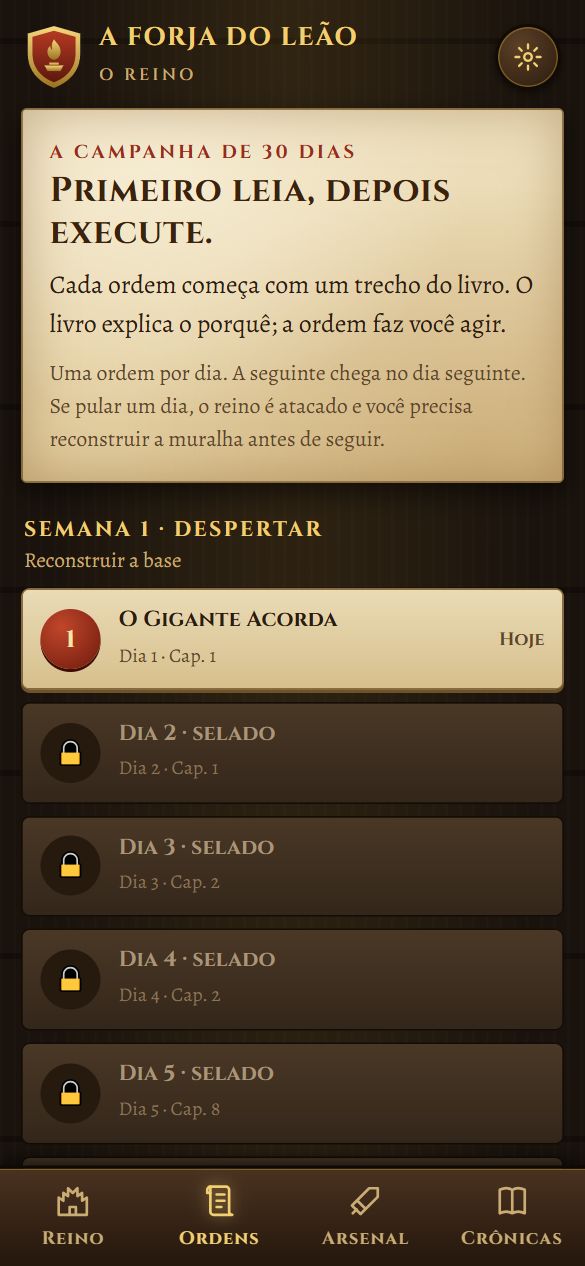 A FORJA DO LEÃO
O REINO
A CAMPANHA DE 30 DIAS
PRIMEIRO LEIA, DEPOIS
EXECUTE.
Cada ordem começa com um trecho do livro. O
livro explica o porquê; a ordem faz você agir.
Uma ordem por dia. A seguinte chega no dia seguinte.
Se pular um dia, o reino é atacado e você precisa
reconstruir a muralha antes de seguir.
SEMANA 1 · DESPERTAR
Reconstruir a base
1
O GIGANTE ACORDA
Dia 1 · Cap. 1
HOJE
DIA 2 · SELADO
Dia 2 · Cap. 1
DIA 3 · SELADO
Dia 3 · Cap. 2
DIA 4 · SELADO
Dia 4 · Cap. 2
DIA 5 · SELADO
Dia 5 · Cap. 8
REINO
ORDENS
ARSENAL
CRÔNICAS